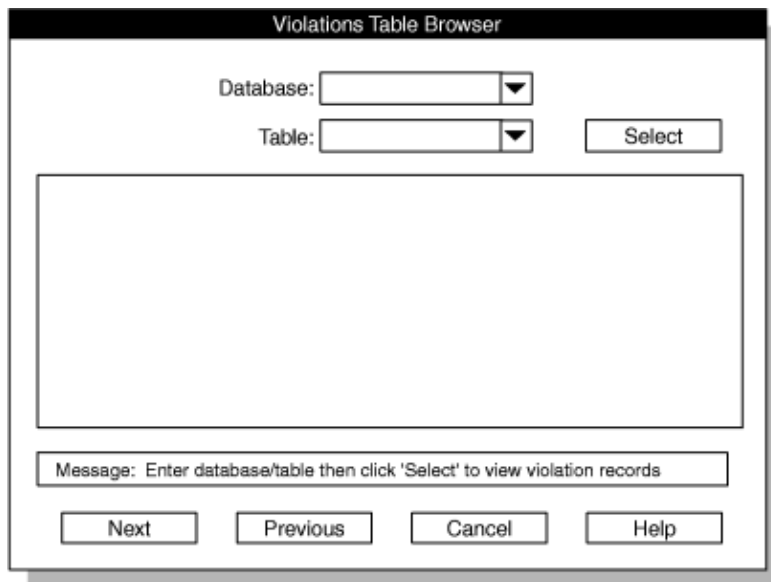 Violations Table Browser
Database:
Table:
Select
Message: Enter database/table then click 'Select' to view violation records
Next Previous Cancel Help